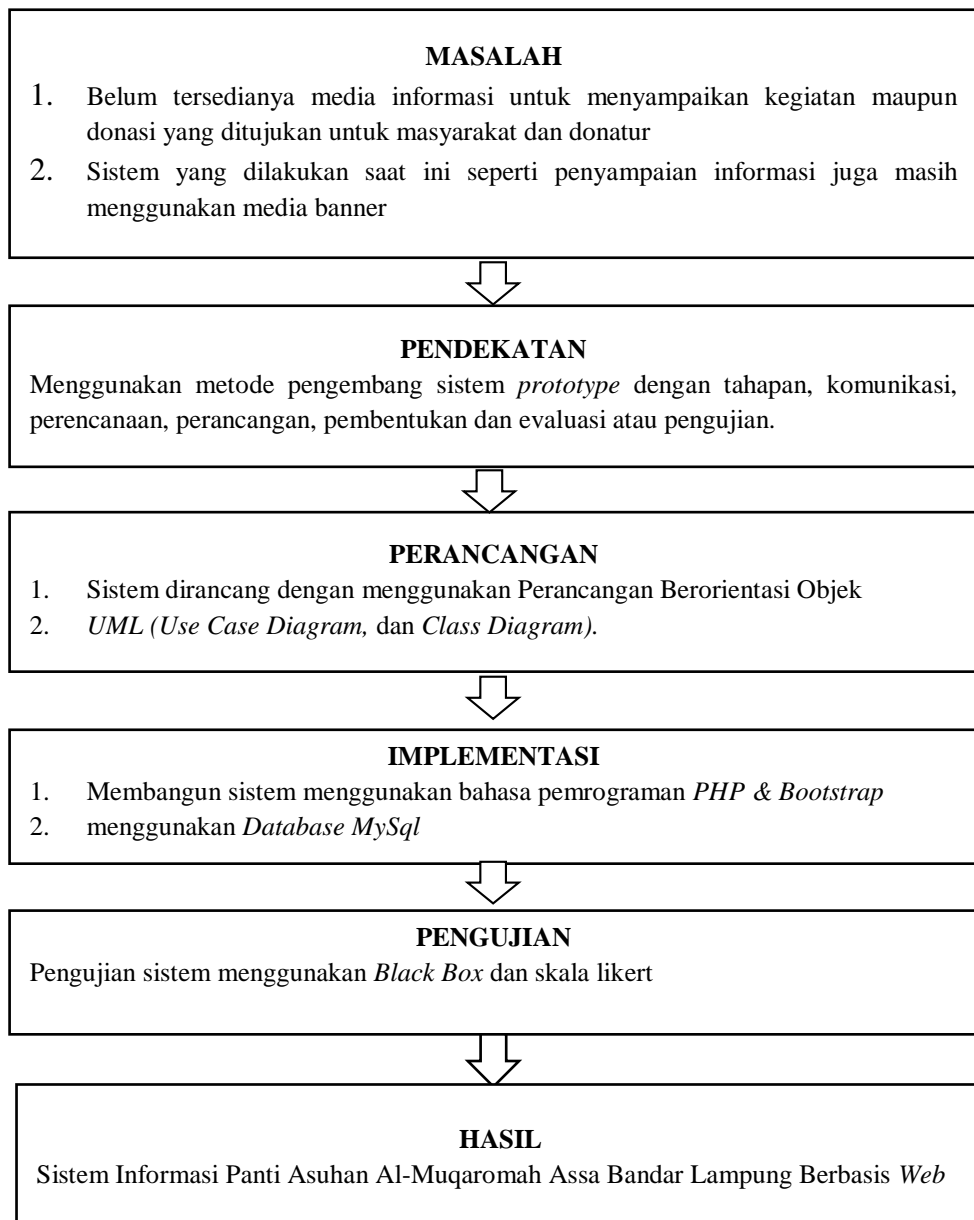 MASALAH
1. Belum tersedianya media informasi untuk menyampaikan kegiatan maupun
donasi yang ditujukan untuk masyarakat dan donatur
2. Sistem yang dilakukan saat ini seperti penyampaian informasi juga masih
menggunakan media banner
PENDEKATAN
Menggunakan metode pengembang sistem prototype dengan tahapan, komunikasi,
perencanaan, perancangan, pembentukan dan evaluasi atau pengujian.
PERANCANGAN
1. Sistem dirancang dengan menggunakan Perancangan Berorientasi Objek
2. UML (Use Case Diagram, dan Class Diagram).
IMPLEMENTASI
1. Membangun sistem menggunakan bahasa pemrograman PHP & Bootstrap
2. menggunakan Database MySql
PENGUJIAN
Pengujian sistem menggunakan Black Box dan skala likert
HASIL
Sistem Informasi Panti Asuhan Al-Muqaromah Assa Bandar Lampung Berbasis Web